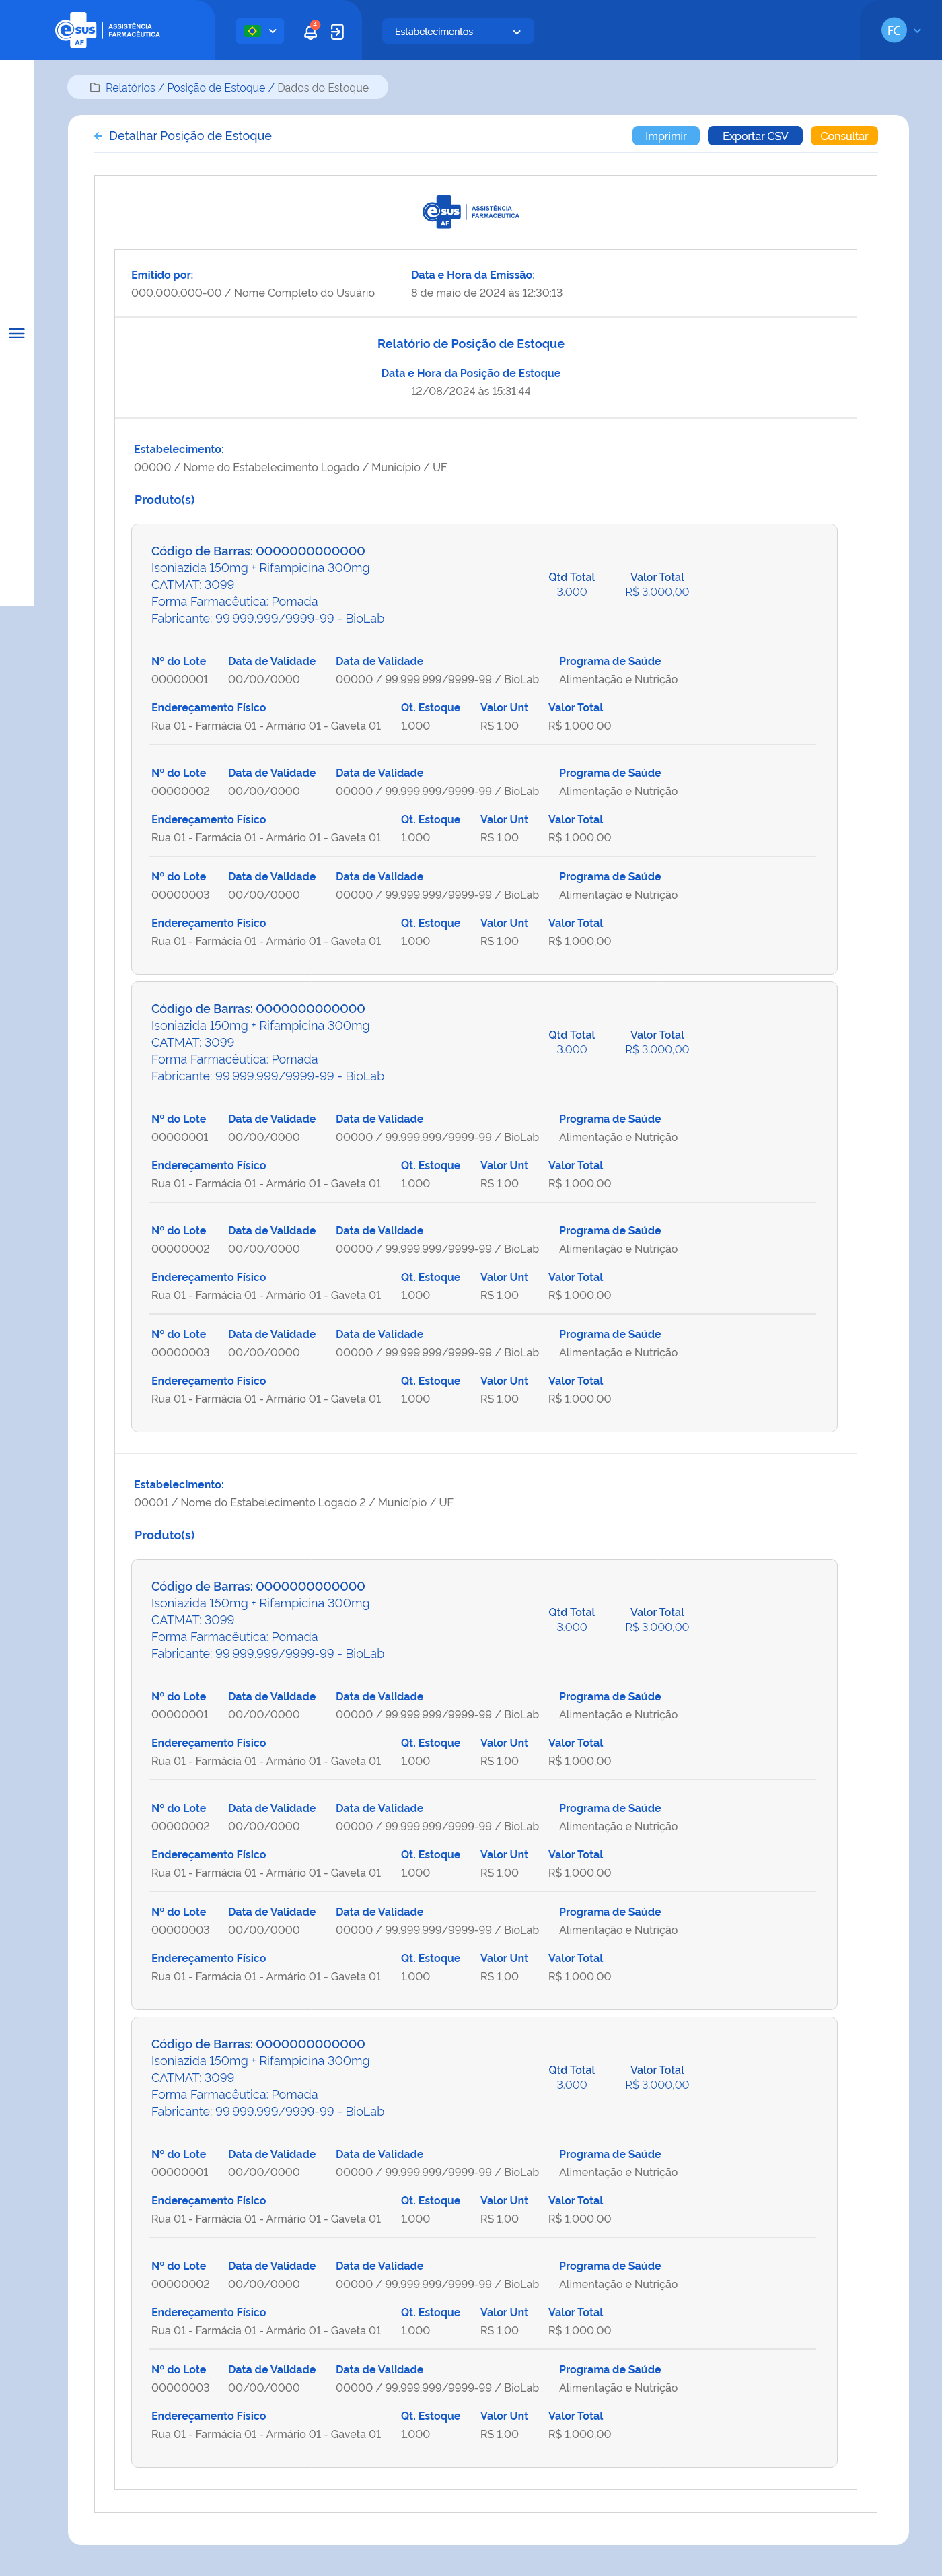 e sus AF ASSISTÊNCIA FARMACÊUTICA
4
Estabelecimentos
FC
Relatórios / Posição de Estoque / Dados do Estoque
Detalhar Posição de Estoque
Imprimir Exportar CSV Consultar
e sus AF ASSISTÊNCIA FARMACÊUTICA
Emitido por: Data e Hora da Emissão:
000.000.000-00 / Nome Completo do Usuário 8 de maio de 2024 às 12:30:13
Relatório de Posição de Estoque
Data e Hora da Posição de Estoque
12/08/2024 às 15:31:44
Estabelecimento:
00000 / Nome do Estabelecimento Logado / Município / UF
Produto(s)
Código de Barras: 0000000000000
Isoniazida 150mg + Rifampicina 300mg
CATMAT: 3099
Forma Farmacêutica: Pomada
Fabricante: 99.999.999/9999-99 - BioLab
Qtd Total Valor Total
3.000 R$ 3.000,00
Nº do Lote Data de Validade Data de Validade Programa de Saúde
00000001 00/00/0000 00000 / 99.999.999/9999-99 / BioLab Alimentação e Nutrição
Endereçamento Físico Qt. Estoque Valor Unt Valor Total
Rua 01 - Farmácia 01 - Armário 01 - Gaveta 01 1.000 R$ 1,00 R$ 1,000,00
Nº do Lote Data de Validade Data de Validade Programa de Saúde
00000002 00/00/0000 00000 / 99.999.999/9999-99 / BioLab Alimentação e Nutrição
Endereçamento Físico Qt. Estoque Valor Unt Valor Total
Rua 01 - Farmácia 01 - Armário 01 - Gaveta 01 1.000 R$ 1,00 R$ 1,000,00
Nº do Lote Data de Validade Data de Validade Programa de Saúde
00000003 00/00/0000 00000 / 99.999.999/9999-99 / BioLab Alimentação e Nutrição
Endereçamento Físico Qt. Estoque Valor Unt Valor Total
Rua 01 - Farmácia 01 - Armário 01 - Gaveta 01 1.000 R$ 1,00 R$ 1,000,00
Código de Barras: 0000000000000
Isoniazida 150mg + Rifampicina 300mg
CATMAT: 3099
Forma Farmacêutica: Pomada
Fabricante: 99.999.999/9999-99 - BioLab
Qtd Total Valor Total
3.000 R$ 3.000,00
Nº do Lote Data de Validade Data de Validade Programa de Saúde
00000001 00/00/0000 00000 / 99.999.999/9999-99 / BioLab Alimentação e Nutrição
Endereçamento Físico Qt. Estoque Valor Unt Valor Total
Rua 01 - Farmácia 01 - Armário 01 - Gaveta 01 1.000 R$ 1,00 R$ 1,000,00
Nº do Lote Data de Validade Data de Validade Programa de Saúde
00000002 00/00/0000 00000 / 99.999.999/9999-99 / BioLab Alimentação e Nutrição
Endereçamento Físico Qt. Estoque Valor Unt Valor Total
Rua 01 - Farmácia 01 - Armário 01 - Gaveta 01 1.000 R$ 1,00 R$ 1,000,00
Nº do Lote Data de Validade Data de Validade Programa de Saúde
00000003 00/00/0000 00000 / 99.999.999/9999-99 / BioLab Alimentação e Nutrição
Endereçamento Físico Qt. Estoque Valor Unt Valor Total
Rua 01 - Farmácia 01 - Armário 01 - Gaveta 01 1.000 R$ 1,00 R$ 1,000,00
Estabelecimento:
00001 / Nome do Estabelecimento Logado 2 / Município / UF
Produto(s)
Código de Barras: 0000000000000
Isoniazida 150mg + Rifampicina 300mg
CATMAT: 3099
Forma Farmacêutica: Pomada
Fabricante: 99.999.999/9999-99 - BioLab
Qtd Total Valor Total
3.000 R$ 3.000,00
Nº do Lote Data de Validade Data de Validade Programa de Saúde
00000001 00/00/0000 00000 / 99.999.999/9999-99 / BioLab Alimentação e Nutrição
Endereçamento Físico Qt. Estoque Valor Unt Valor Total
Rua 01 - Farmácia 01 - Armário 01 - Gaveta 01 1.000 R$ 1,00 R$ 1,000,00
Nº do Lote Data de Validade Data de Validade Programa de Saúde
00000002 00/00/0000 00000 / 99.999.999/9999-99 / BioLab Alimentação e Nutrição
Endereçamento Físico Qt. Estoque Valor Unt Valor Total
Rua 01 - Farmácia 01 - Armário 01 - Gaveta 01 1.000 R$ 1,00 R$ 1,000,00
Nº do Lote Data de Validade Data de Validade Programa de Saúde
00000003 00/00/0000 00000 / 99.999.999/9999-99 / BioLab Alimentação e Nutrição
Endereçamento Físico Qt. Estoque Valor Unt Valor Total
Rua 01 - Farmácia 01 - Armário 01 - Gaveta 01 1.000 R$ 1,00 R$ 1,000,00
Código de Barras: 0000000000000
Isoniazida 150mg + Rifampicina 300mg
CATMAT: 3099
Forma Farmacêutica: Pomada
Fabricante: 99.999.999/9999-99 - BioLab
Qtd Total Valor Total
3.000 R$ 3.000,00
Nº do Lote Data de Validade Data de Validade Programa de Saúde
00000001 00/00/0000 00000 / 99.999.999/9999-99 / BioLab Alimentação e Nutrição
Endereçamento Físico Qt. Estoque Valor Unt Valor Total
Rua 01 - Farmácia 01 - Armário 01 - Gaveta 01 1.000 R$ 1,00 R$ 1,000,00
Nº do Lote Data de Validade Data de Validade Programa de Saúde
00000002 00/00/0000 00000 / 99.999.999/9999-99 / BioLab Alimentação e Nutrição
Endereçamento Físico Qt. Estoque Valor Unt Valor Total
Rua 01 - Farmácia 01 - Armário 01 - Gaveta 01 1.000 R$ 1,00 R$ 1,000,00
Nº do Lote Data de Validade Data de Validade Programa de Saúde
00000003 00/00/0000 00000 / 99.999.999/9999-99 / BioLab Alimentação e Nutrição
Endereçamento Físico Qt. Estoque Valor Unt Valor Total
Rua 01 - Farmácia 01 - Armário 01 - Gaveta 01 1.000 R$ 1,00 R$ 1,000,00